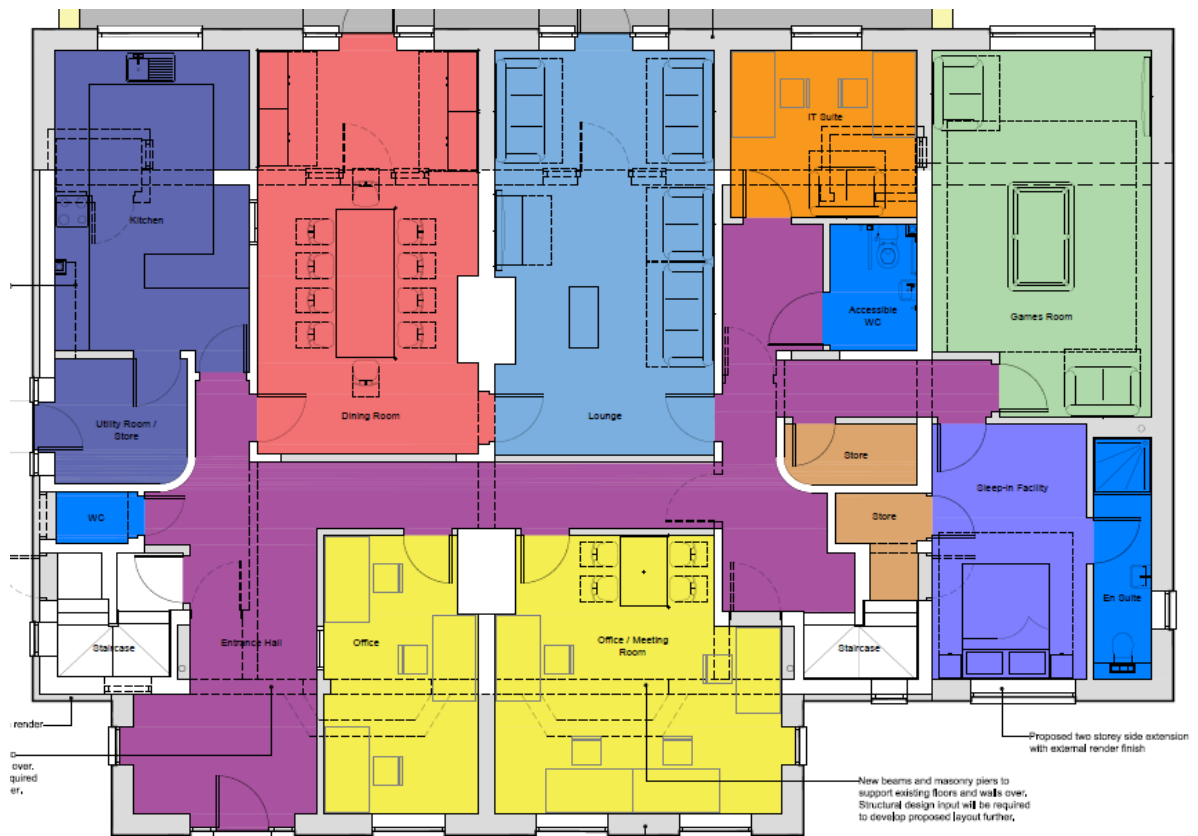 IT Suite
Kitchen
Accessible
WC
Games Room
Dining Room
Lounge
Utility Room /
Store
Store
Sleep-in Facility
WC
Store
En Suite
Entrance Hall
Office
Office / Meeting
Room
Staircase
Staircase
render
over.
quired
er.
Proposed two storey side extension
with external render finish
New beams and masonry piers to
support existing floors and walls over.
Structural design input will be required
to develop proposed layout further.